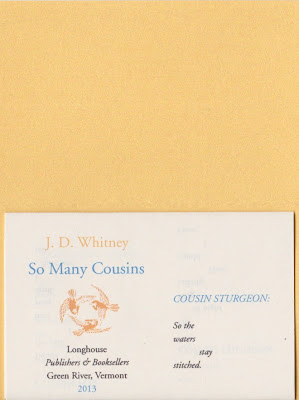 J. D. Whitney
So Many Cousins
Longhouse
Publishers & Booksellers
Green River, Vermont
2013
COUSIN STURGEON:
So the
waters
stay
stitched.